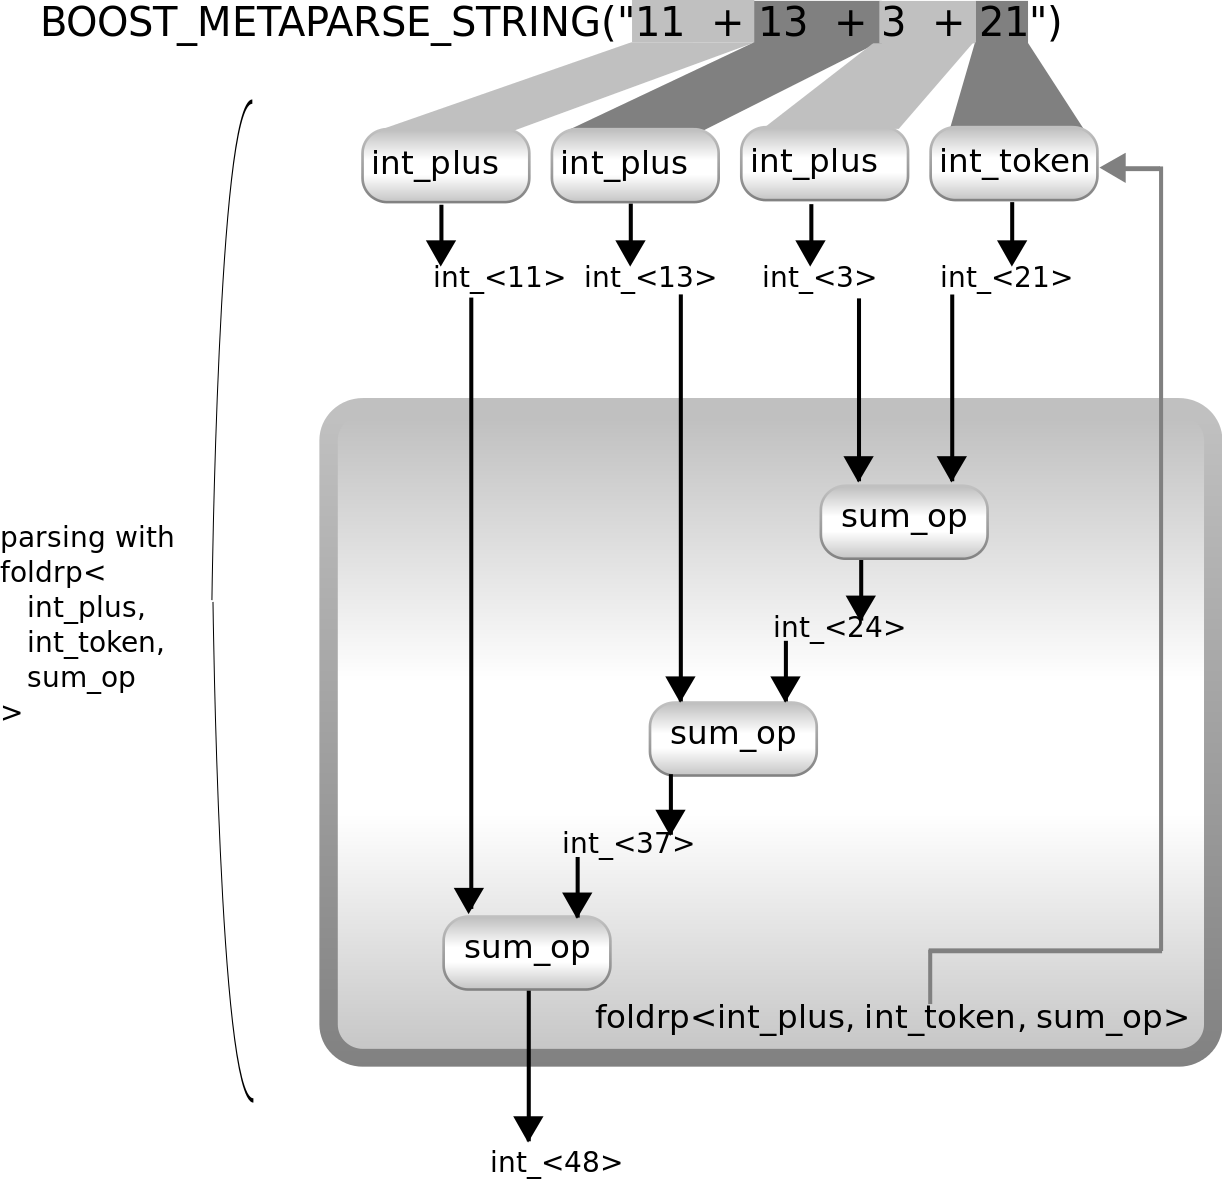 BOOST_METAPARSE_STRING("11 + 13 + 3 + 21")
int_plus int_plus int_plus int_token
int_<11> int_<13> int_<3> int_<21>
sum_op
parsing with
foldrp<
int_plus,
int_token,
sum_op
>
int_<24>
sum_op
int_<37>
sum_op
foldrp<int_plus, int_token, sum_op>
int_<48>